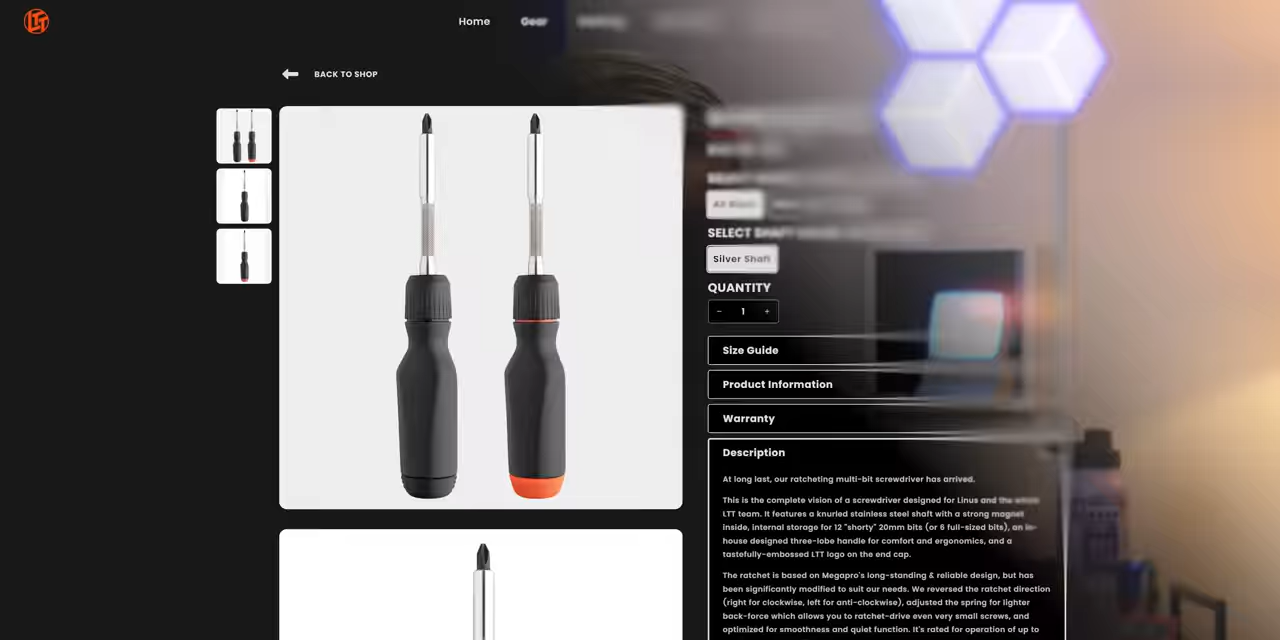 LTT
Home
Gear
BACK TO SHOP
SELECT SHAFT
Silver Shaft
QUANTITY
- 1 +
Size Guide
Product Information
Warranty
Description
At long last, our ratcheting multi-bit screwdriver has arrived.
This is the complete vision of a screwdriver designed for Linus and the whole
LTT team. It features a knurled stainless steel shaft with a strong magnet
inside, internal storage for 12 "shorty" 20mm bits (or 6 full-sized bits), an in-
house designed three-lobe handle for comfort and ergonomics, and a
tastefully-embossed LTT logo on the end cap.
The ratchet is based on Megapro's long-standing & reliable design, but has
been significantly modified to suit our needs. We reversed the ratchet direction
(right for clockwise, left for anti-clockwise), adjusted the spring for lighter
back-force which allows you to ratchet-drive even very small screws, and
optimized for smoothness and quiet function. It's rated for operation of up to